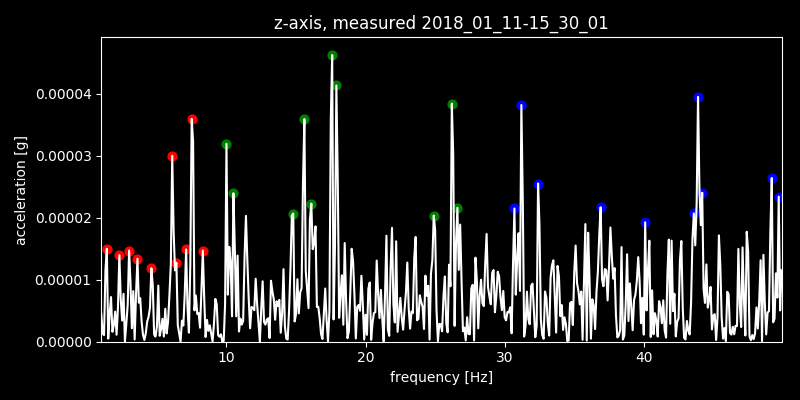 z-axis, measured 2018_01_11-15_30_01
acceleration [g]
0.00004
0.00003
0.00002
0.00001
0.00000
10 20 30 40
frequency [Hz]